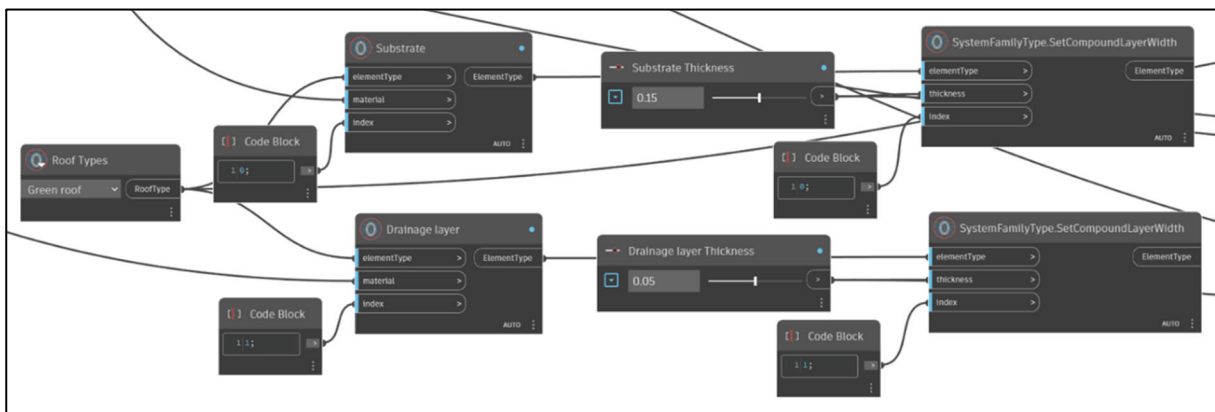 Substrate
elementType >
ElementType
material >
index >
AUTO
Substrate Thickness
0.15
>
SystemFamilyType.SetCompoundLayerWidth
elementType >
ElementType
thickness >
index >
AUTO
[ ] Code Block
1 0;
>
Roof Types
Green roof
RoofType
[ ] Code Block
1 0;
>
Drainage layer
elementType >
ElementType
material >
index >
AUTO
Drainage layer Thickness
0.05
>
SystemFamilyType.SetCompoundLayerWidth
elementType >
ElementType
thickness >
index >
AUTO
[ ] Code Block
1 1;
>
[ ] Code Block
1 1;
>